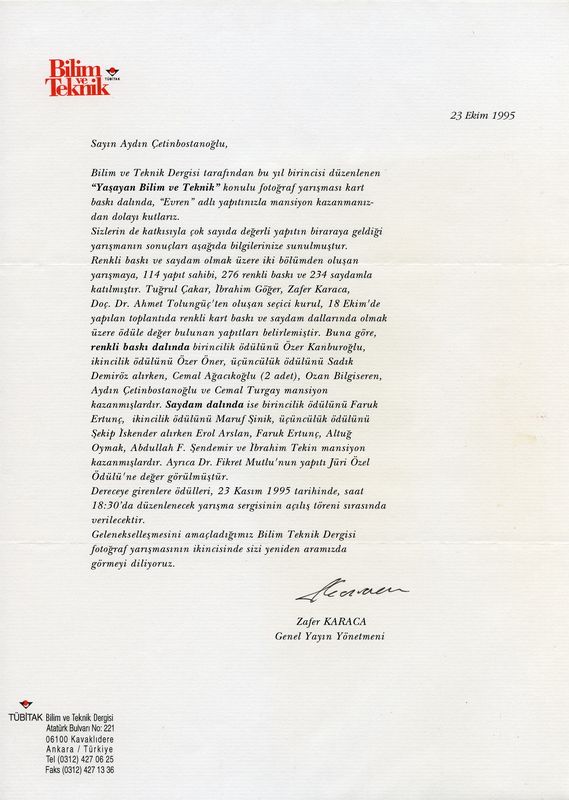 Bilim
ve
Teknik
TÜBİTAK
23 Ekim 1995
Sayın Aydın Çetinbostanoğlu,
Bilim ve Teknik Dergisi tarafından bu yıl birincisi düzenlenen
“Yaşayan Bilim ve Teknik” konulu fotoğraf yarışması kart
baskı dalında, “Evren” adlı yapıtınızla mansiyon kazanmanız-
dan dolayı kutlarız.
Sizlerin de katkısıyla çok sayıda değerli yapıtın biraraya geldiği
yarışmanın sonuçları aşağıda bilgilerinize sunulmuştur.
Renkli baskı ve saydam olmak üzere iki bölümden oluşan
yarışmaya, 114 yapıt sahibi, 276 renkli baskı ve 234 saydamla
katılmıştır. Tuğrul Çakar, İbrahim Göğer, Zafer Karaca,
Doç. Dr. Ahmet Tolungüç'ten oluşan seçici kurul, 18 Ekim'de
yapılan toplantıda renkli kart baskı ve saydam dallarında olmak
üzere ödüle değer bulunan yapıtları belirlemiştir. Buna göre,
renkli baskı dalında birincilik ödülünü Özer Kanburoğlu,
ikincilik ödülünü Özer Öner, üçüncülük ödülünü Sadık
Demiröz alırken, Cemal Ağacıkoğlu (2 adet), Ozan Bilgiseren,
Aydın Çetinbostanoğlu ve Cemal Turgay mansiyon
kazanmışlardır. Saydam dalında ise birincilik ödülünü Faruk
Ertunç, ikincilik ödülünü Maruf Şinik, üçüncülük ödülünü
Şekip İskender alırken Erol Arslan, Faruk Ertunç, Altuğ
Oymak, Abdullah F. Şendemir ve İbrahim Tekin mansiyon
kazanmışlardır. Ayrıca Dr. Fikret Mutlu'nun yapıtı Jüri Özel
Ödülü'ne değer görülmüştür.
Dereceye girenlere ödülleri, 23 Kasım 1995 tarihinde, saat
18:30'da düzenlenecek yarışma sergisinin açılış töreni sırasında
verilecektir.
Gelenekselleşmesini amaçladığımız Bilim Teknik Dergisi
fotoğraf yarışmasının ikincisinde sizi yeniden aramızda
görmeyi diliyoruz.
Zafer KARACA
Genel Yayın Yönetmeni
TÜBİTAK Bilim ve Teknik Dergisi
Atatürk Bulvarı No: 221
06100 Kavaklıdere
Ankara / Türkiye
Tel (0312) 427 06 25
Faks (0312) 427 13 36